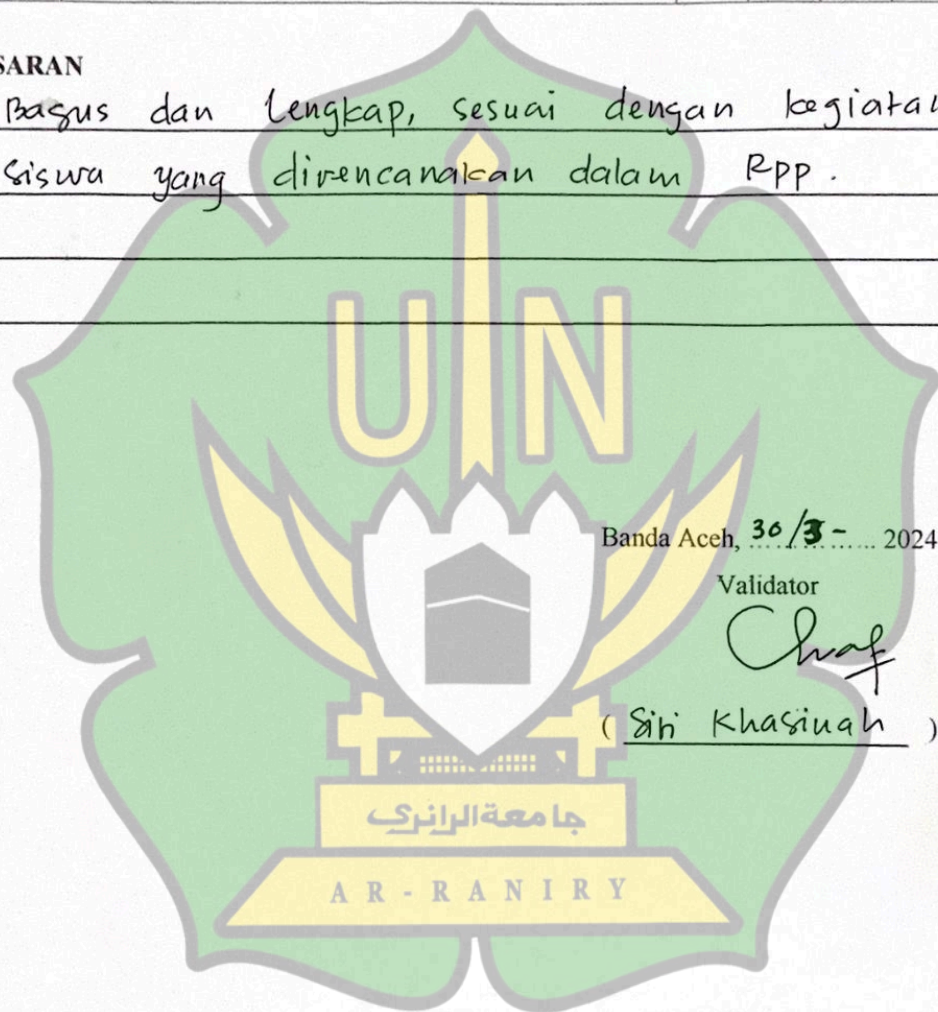 SARAN
Bagus dan lengkap, sesuai dengan kegiatan
siswa yang direncanakan dalam RPP.
UIN
Banda Aceh, 30/3- 2024
Validator
( Siti Khasinah )
جامعة الرانري
AR-RANIRY